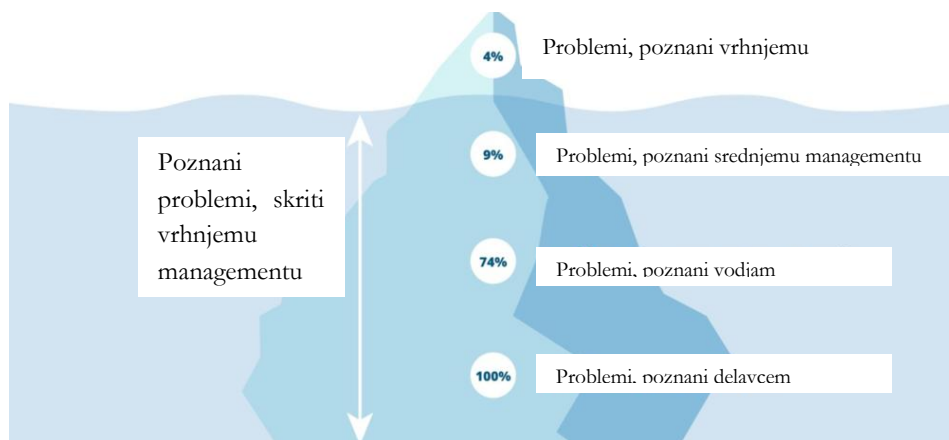 4%
Problemi, poznani vrhnjemu
9%
Problemi, poznani srednjemu managementu
Poznani
problemi, skriti
vrhnjemu
managementu
74%
Problemi, poznani vodjam
100%
Problemi, poznani delavcem